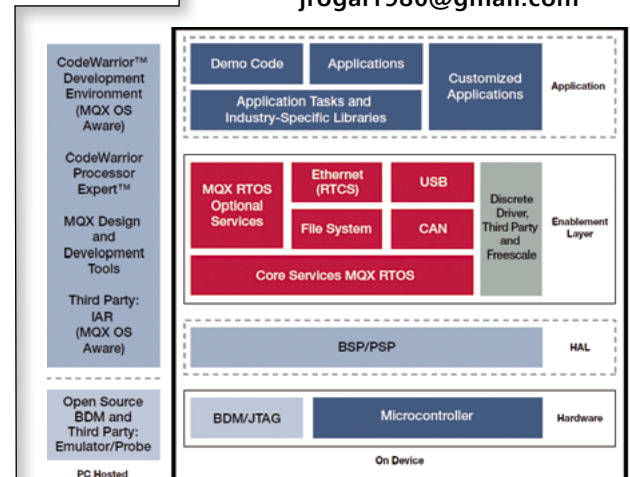 jrogar1980@gmail.com
CodeWarrior™
Development
Environment
(MQX OS
Aware)
CodeWarrior
Processor
Expert™
MQX Design
and
Development
Tools
Third Party:
IAR
(MQX OS
Aware)
Open Source
BDM and
Third Party:
Emulator/Probe
PC Hosted
Demo Code
Applications
Customized
Applications
Application Tasks and
Industry-Specific Libraries
Application
MQX RTOS
Optional
Services
Ethernet
(RTCS)
USB
File System
CAN
Discrete
Driver,
Third Party
and
Freescale
Core Services MQX RTOS
Enablement
Layer
BSP/PSP
HAL
BDM/JTAG
Microcontroller
Hardware
On Device